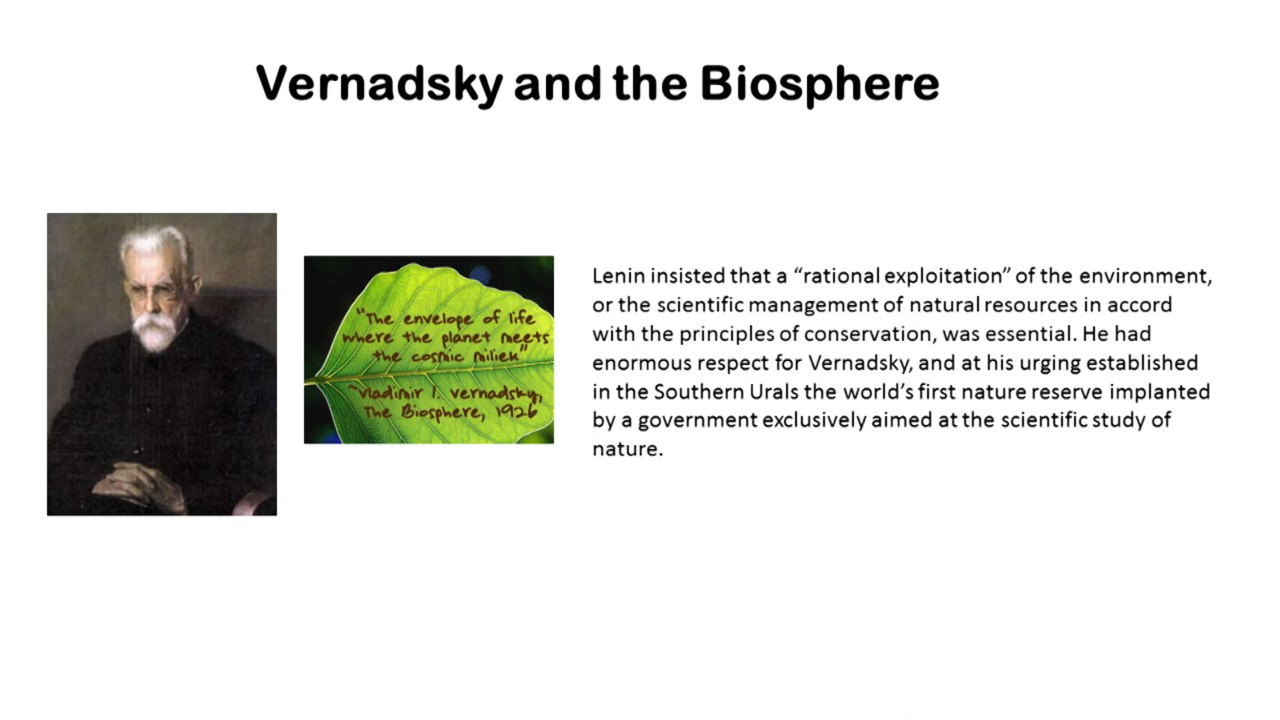 Vernadsky and the Biosphere
"The envelope of life
where the planet meets
the cosmic milieu"
~Vladimir I. Vernadsky,
The Biosphere, 1926
Lenin insisted that a “rational exploitation” of the environment,
or the scientific management of natural resources in accord
with the principles of conservation, was essential. He had
enormous respect for Vernadsky, and at his urging established
in the Southern Urals the world’s first nature reserve implanted
by a government exclusively aimed at the scientific study of
nature.